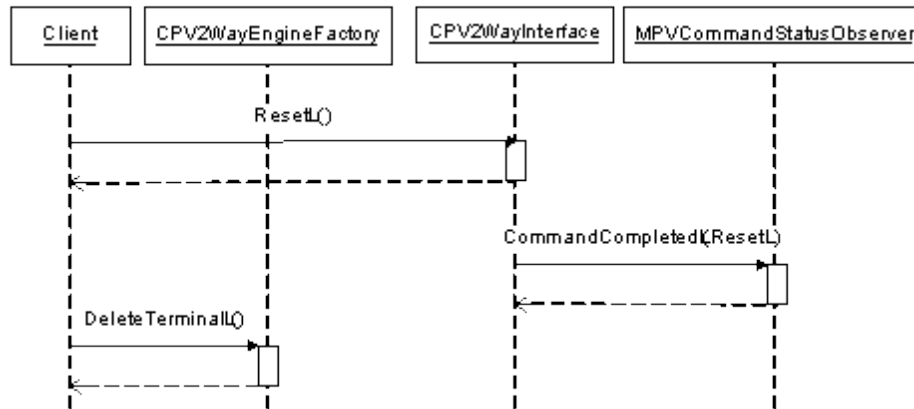 Client
CPV2WayEngineFactory
CPV2WayInterface
MPVCommandStatusObserver
ResetL()
CommandCompletedL(ResetL)
DeleteTerminalL()